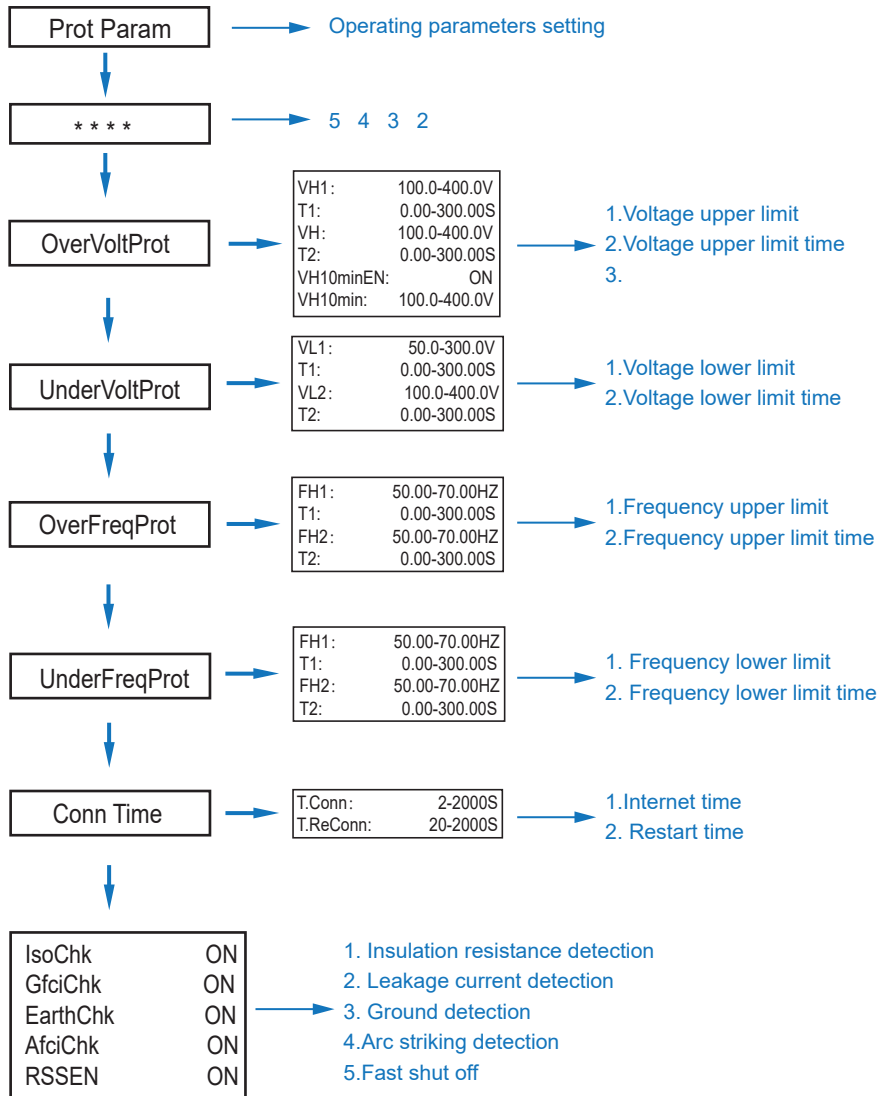 Prot Param
Operating parameters setting
* * * *
5 4 3 2
OverVoltProt
VH1: 100.0-400.0V
T1: 0.00-300.00S
VH: 100.0-400.0V
T2: 0.00-300.00S
VH10minEN: ON
VH10min: 100.0-400.0V
1.Voltage upper limit
2.Voltage upper limit time
3.
UnderVoltProt
VL1: 50.0-300.0V
T1: 0.00-300.00S
VL2: 100.0-400.0V
T2: 0.00-300.00S
1.Voltage lower limit
2.Voltage lower limit time
OverFreqProt
FH1: 50.00-70.00HZ
T1: 0.00-300.00S
FH2: 50.00-70.00HZ
T2: 0.00-300.00S
1.Frequency upper limit
2.Frequency upper limit time
UnderFreqProt
FH1: 50.00-70.00HZ
T1: 0.00-300.00S
FH2: 50.00-70.00HZ
T2: 0.00-300.00S
1. Frequency lower limit
2. Frequency lower limit time
Conn Time
T.Conn: 2-2000S
T.ReConn: 20-2000S
1.Internet time
2. Restart time
IsoChk ON
GfciChk ON
EarthChk ON
AfciChk ON
RSSEN ON
1. Insulation resistance detection
2. Leakage current detection
3. Ground detection
4.Arc striking detection
5.Fast shut off